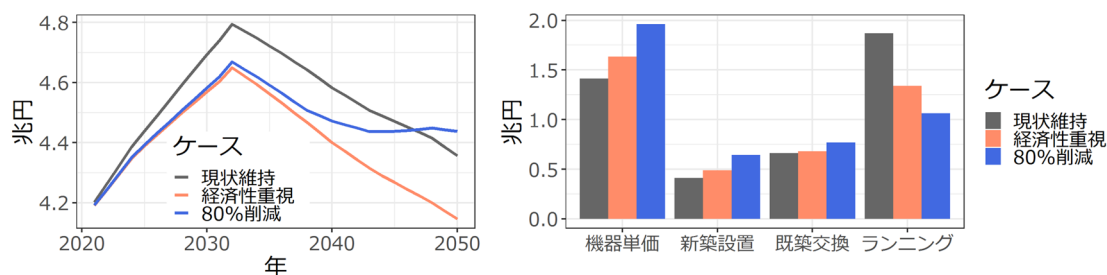 4.8
4.6
4.4
4.2
兆円
2020
2030
2040
2050
年
ケース
現状維持
経済性重視
80%削減
2.0
1.5
1.0
0.5
0.0
兆円
機器単価
新築設置
既築交換
ランニング
ケース
現状維持
経済性重視
80%削減